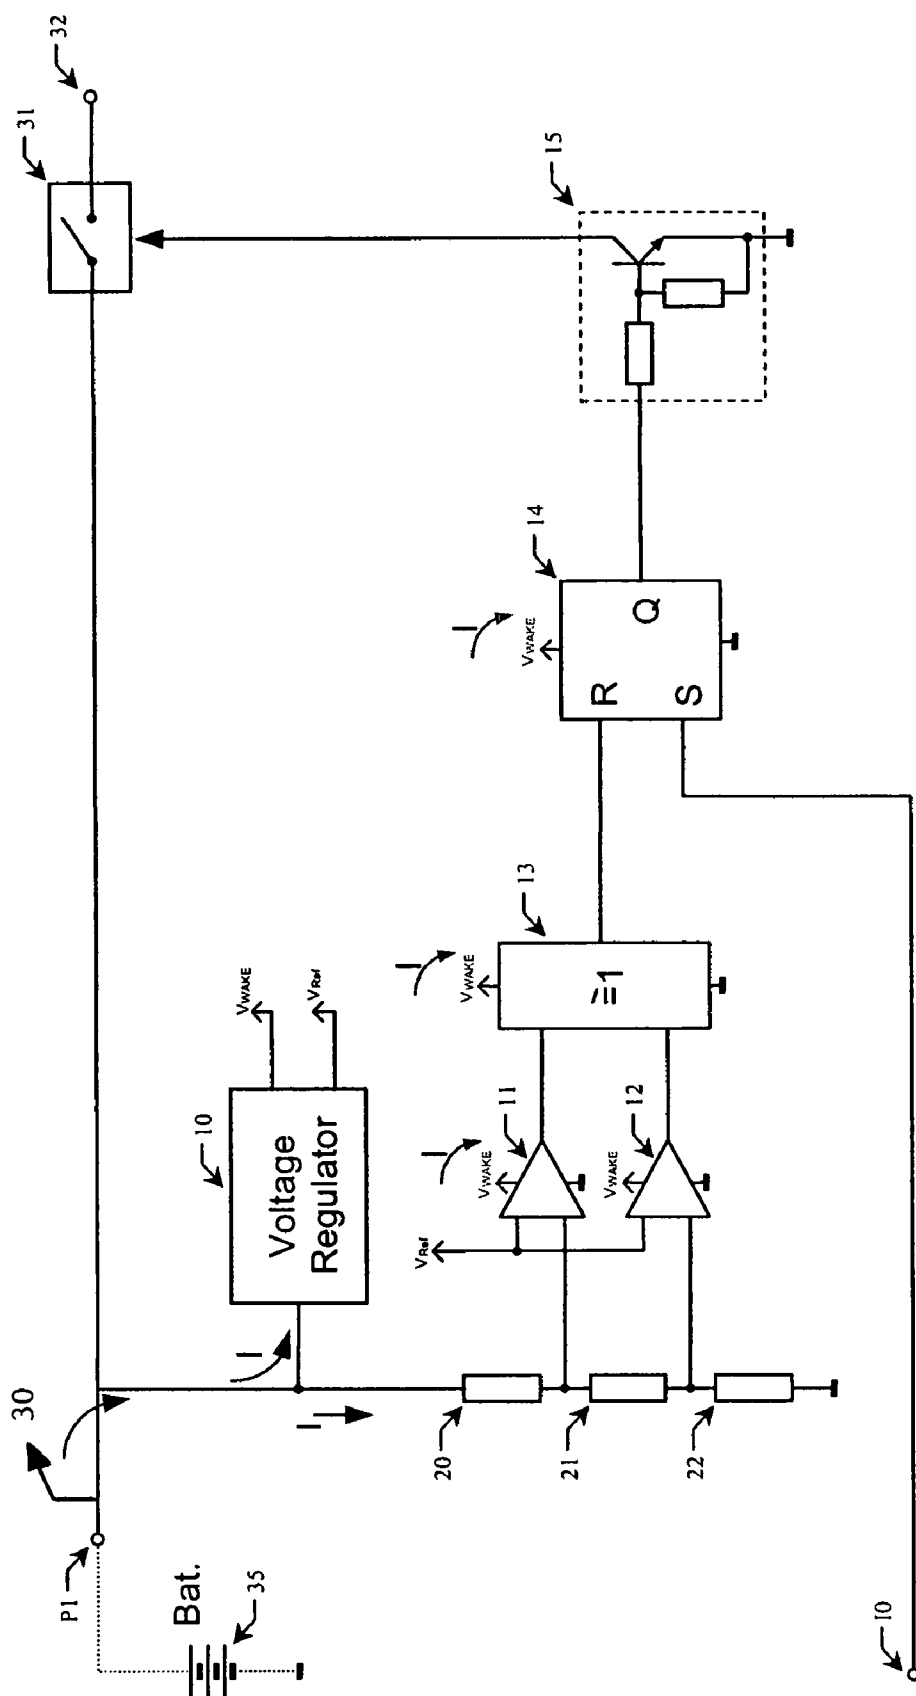 30
31
32
P1
Bat.
10
VWAKE
I
Voltage
Regulator
35
I
VRef
I
I
VRef
20
VWAKE
VWAKE
I
11
13
VWAKE
14
15
21
≥1
R
VWAKE
12
Q
22
S
10